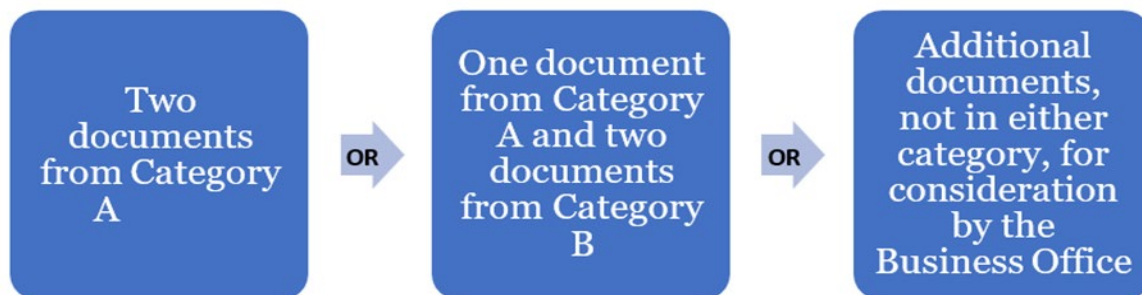 Two
documents
from Category
A
OR
One document
from Category
A and two
documents
from Category
B
OR
Additional
documents,
not in either
category, for
consideration
by the
Business Office